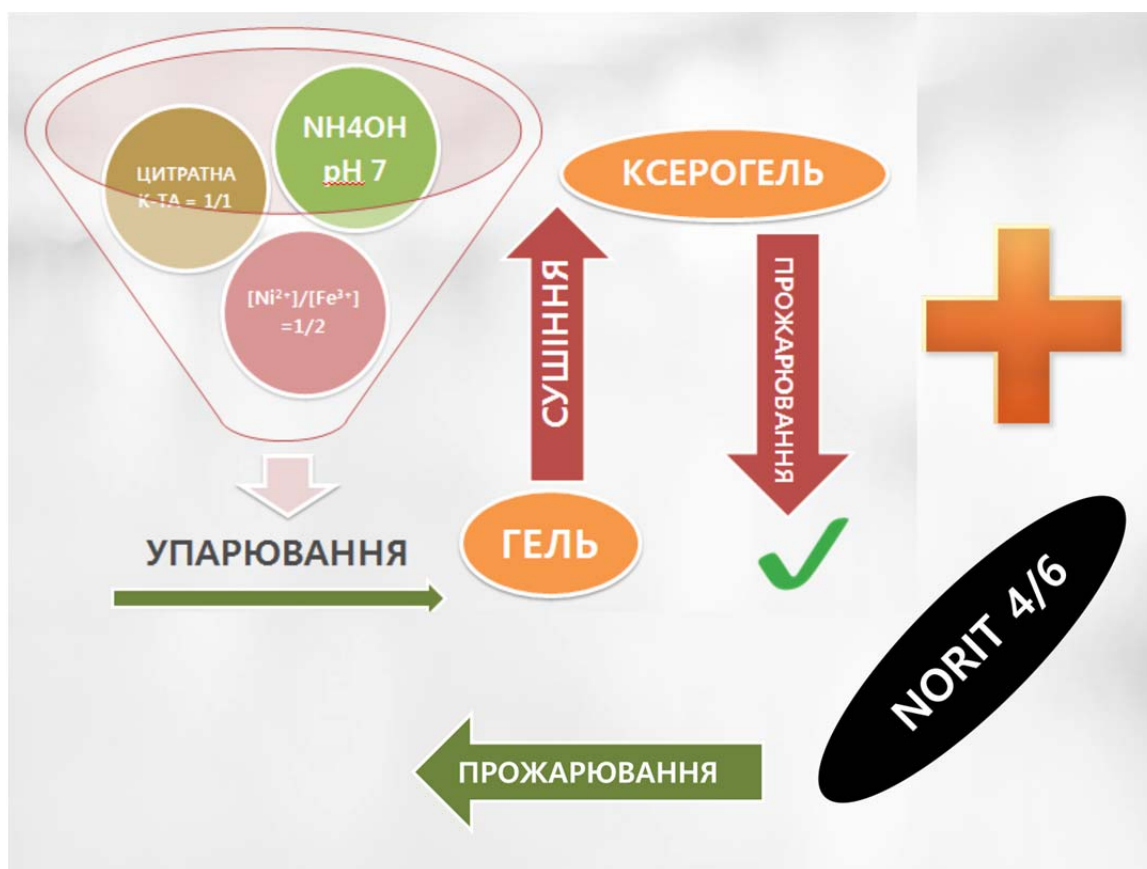 ЦИТРАТНА
К-ТА = 1/1
NH4OH
pH 7
[Ni²⁺]/[Fe³⁺]
=1/2
УПАРЮВАННЯ
ГЕЛЬ
СУШІННЯ
КСЕРОГЕЛЬ
ПРОЖАРЮВАННЯ
NORIT 4/6
ПРОЖАРЮВАННЯ